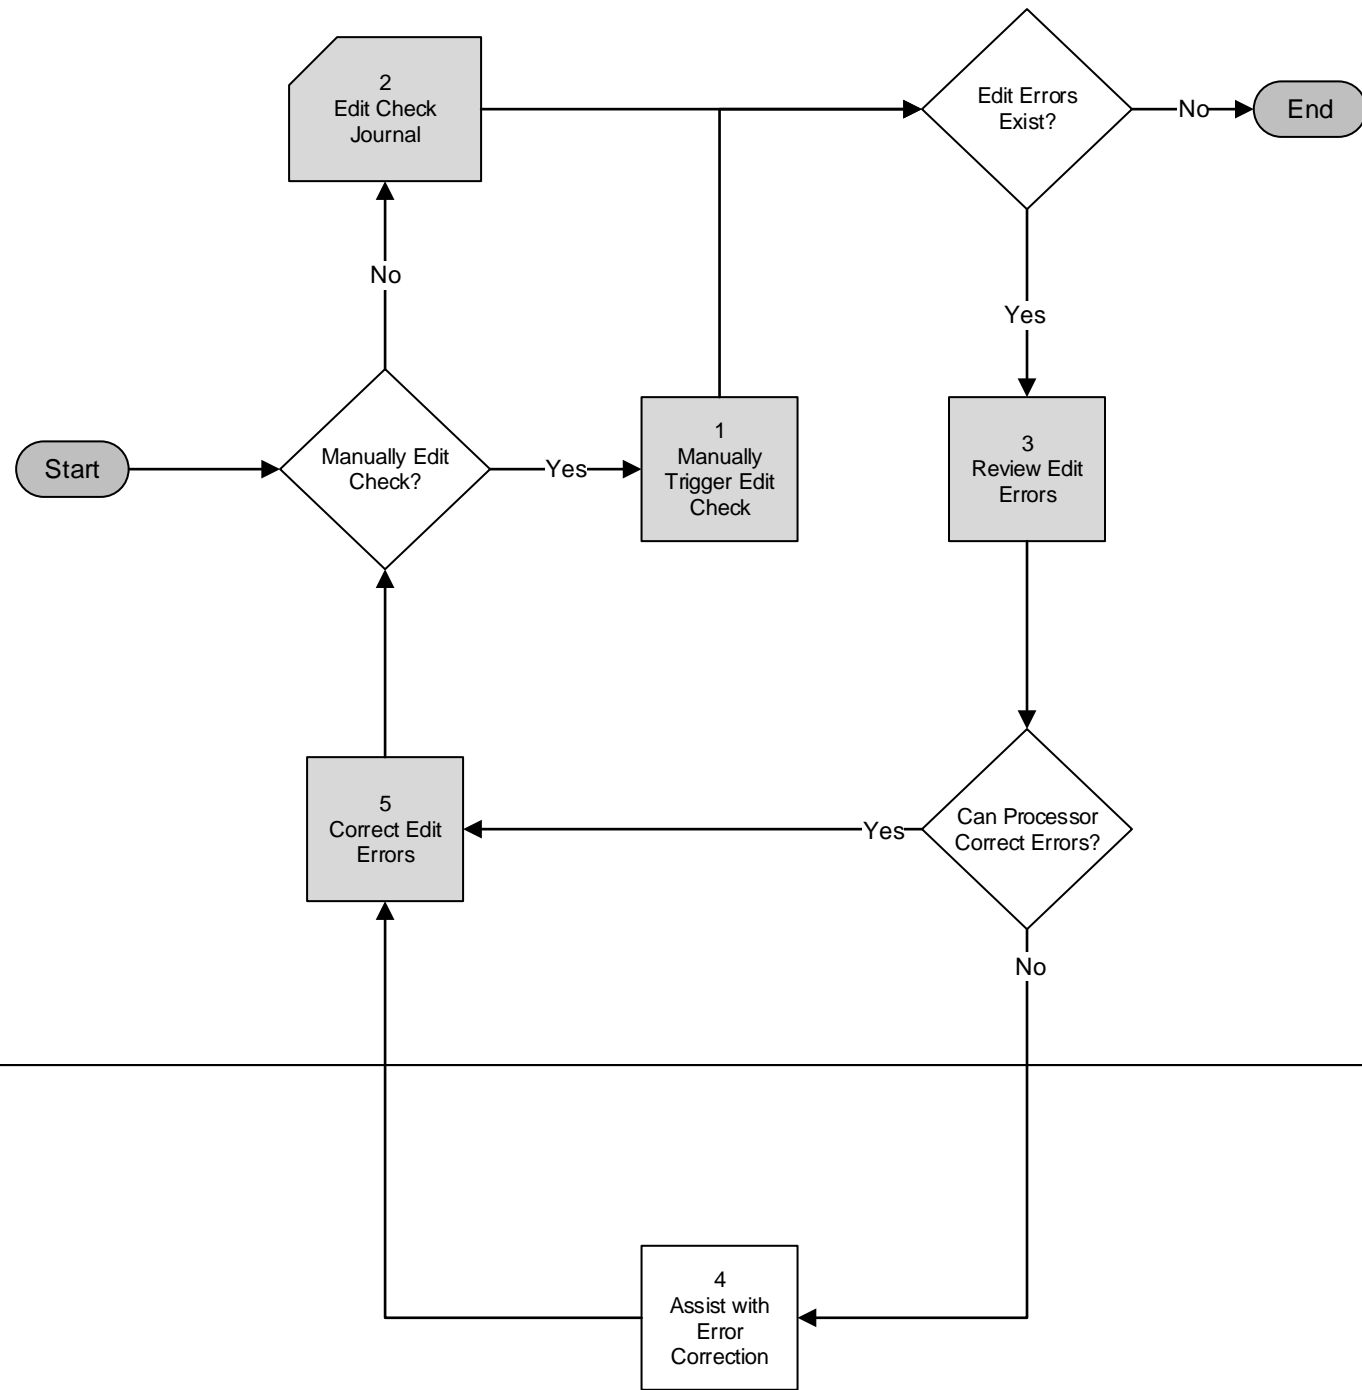 2
Edit Check
Journal
Edit Errors
Exist?
No
End
No
Yes
Start
Manually Edit
Check?
Yes
1
Manually
Trigger Edit
Check
3
Review Edit
Errors
5
Correct Edit
Errors
Yes
Can Processor
Correct Errors?
No
4
Assist with
Error
Correction